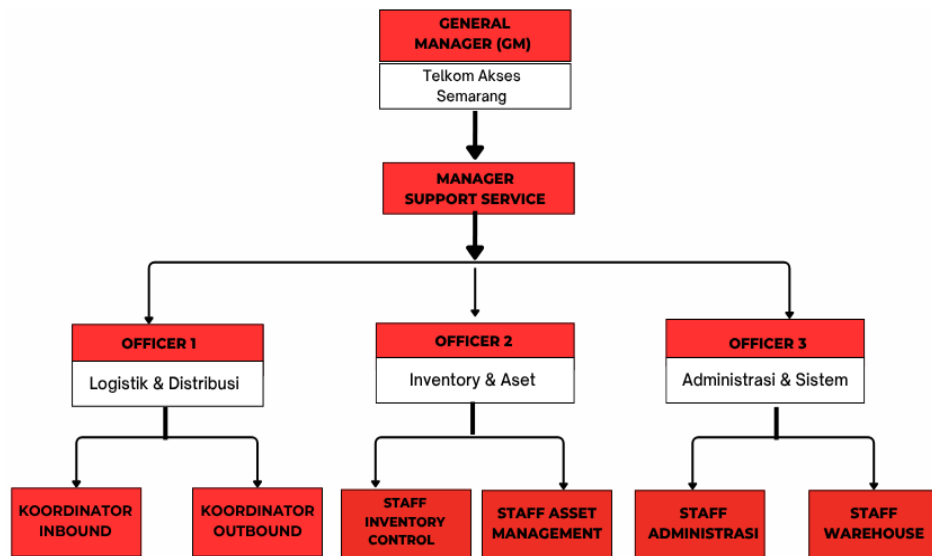 GENERAL
MANAGER (GM)
Telkom Akses
Semarang
MANAGER
SUPPORT SERVICE
OFFICER 1
Logistik & Distribusi
OFFICER 2
Inventory & Aset
OFFICER 3
Administrasi & Sistem
KOORDINATOR
INBOUND
KOORDINATOR
OUTBOUND
STAFF
INVENTORY
CONTROL
STAFF ASSET
MANAGEMENT
STAFF
ADMINISTRASI
STAFF
WAREHOUSE